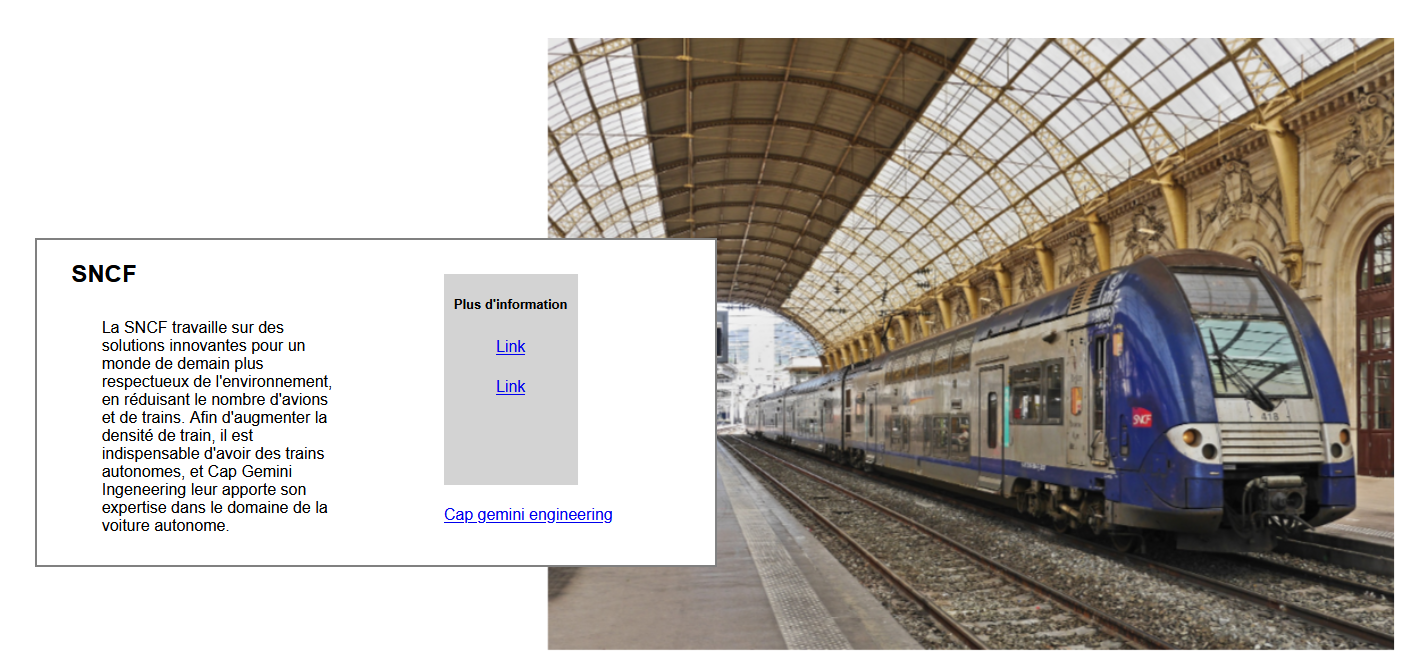 SNCF
La SNCF travaille sur des
solutions innovantes pour un
monde de demain plus
respectueux de l'environnement,
en réduisant le nombre d'avions
et de trains. Afin d'augmenter la
densité de train, il est
indispensable d'avoir des trains
autonomes, et Cap Gemini
Ingeneering leur apporte son
expertise dans le domaine de la
voiture autonome.
Plus d'information
Link
Link
Cap gemini engineering
SNCF
418